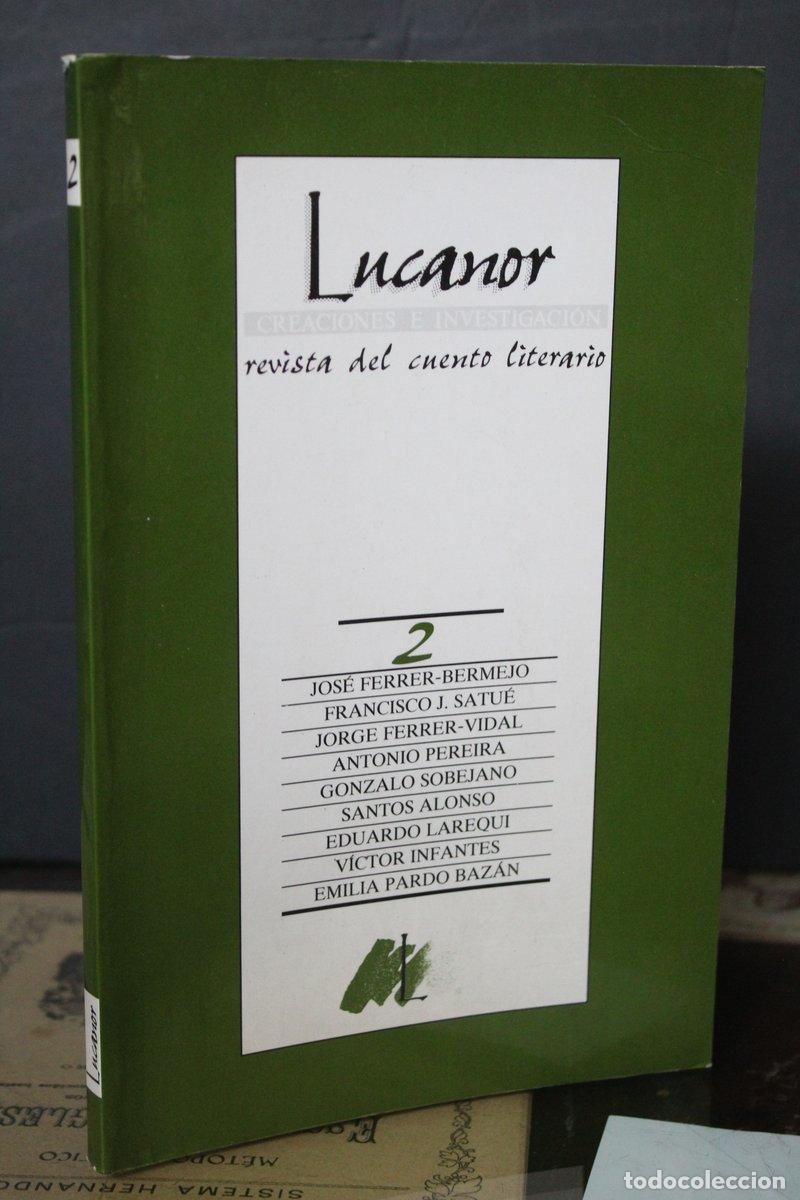 2
Lucanor
CREACIONES E INVESTIGACIÓN
revista del cuento literario
2
JOSÉ FERRER-BERMEJO
FRANCISCO J. SATUÉ
JORGE FERRER-VIDAL
ANTONIO PEREIRA
GONZALO SOBEJANO
SANTOS ALONSO
EDUARDO LAREQUI
VÍCTOR INFANTES
EMILIA PARDO BAZÁN
L
Lucanor
SISTEMA HERNANDO
todocoleccion